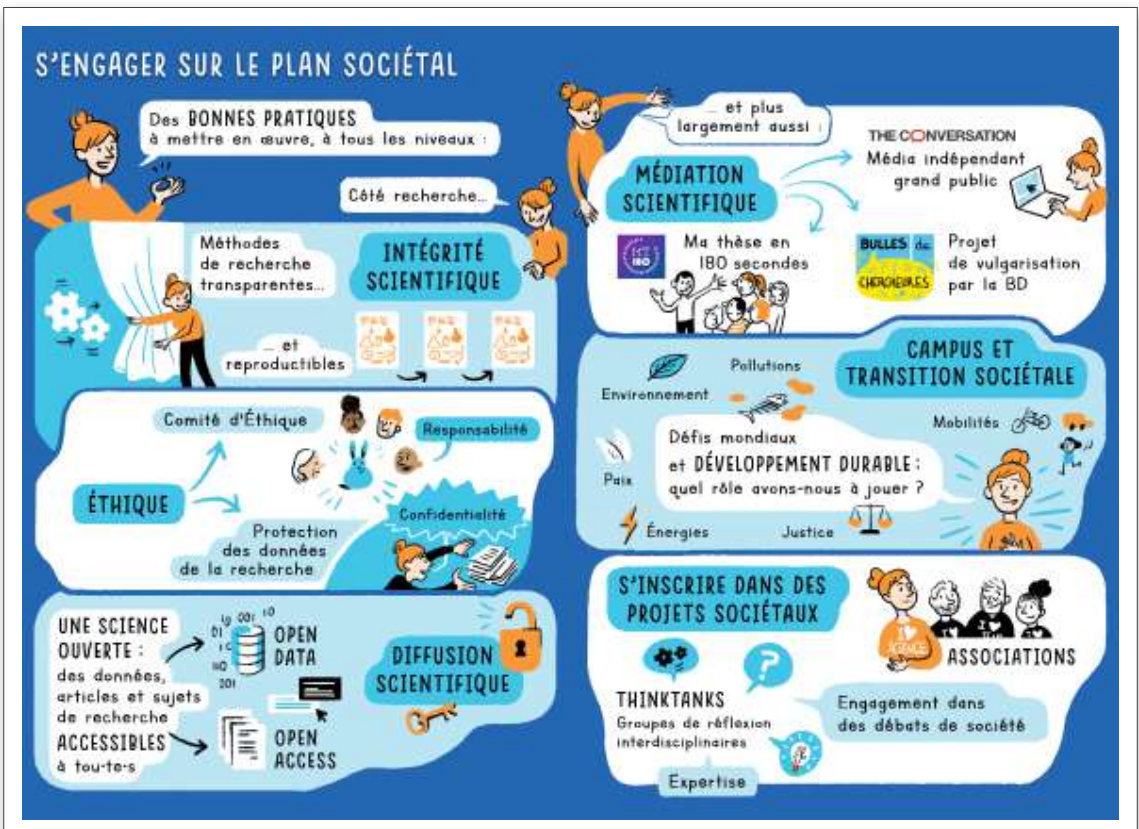 S'ENGAGER SUR LE PLAN SOCIÉTAL
Des BONNES PRATIQUES
à mettre en œuvre, à tous les niveaux :
Côté recherche...
Méthodes
de recherche
transparentes...
INTÉGRITÉ
SCIENTIFIQUE
... et
reproductibles
Comité d'Éthique
Responsabilité
ÉTHIQUE
Protection
des données
de la recherche
Confidentialité
UNE SCIENCE
OUVERTE :
des données,
articles et sujets
de recherche
ACCESSIBLES
à tou·te·s
OPEN
DATA
OPEN
ACCESS
DIFFUSION
SCIENTIFIQUE
... et plus
largement aussi :
MÉDIATION
SCIENTIFIQUE
THE CONVERSATION
Média indépendant
grand public
Ma thèse en
180 secondes
BULLES de
CHERCHEURES
Projet
de vulgarisation
par la BD
CAMPUS ET
TRANSITION SOCIÉTALE
Pollutions
Environnement
Mobilités
Défis mondiaux
et DÉVELOPPEMENT DURABLE :
quel rôle avons-nous à jouer ?
Paix
Énergies
Justice
S'INSCRIRE DANS DES
PROJETS SOCIÉTAUX
ASSOCIATIONS
THINKTANKS
Groupes de réflexion
interdisciplinaires
Engagement dans
des débats de société
Expertise